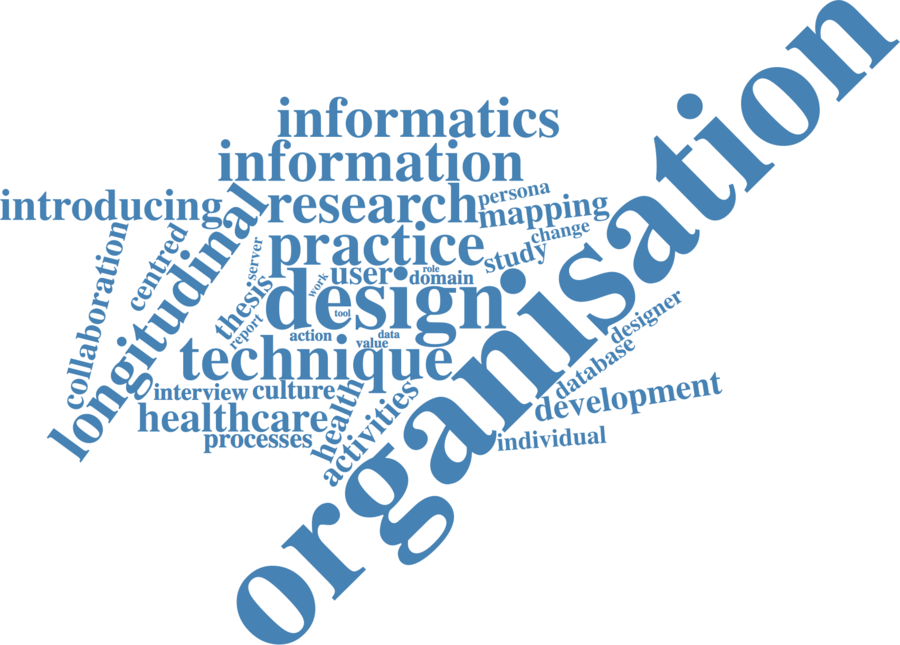 organisation
informatics
information
introducing
research
persona
mapping
longitudinal
practice
change
study
centred
collaboration
server
user
role
domain
work
thesis
design
tool
report
action
data
value
designer
technique
database
interview
culture
health
activities
development
healthcare
processes
individual